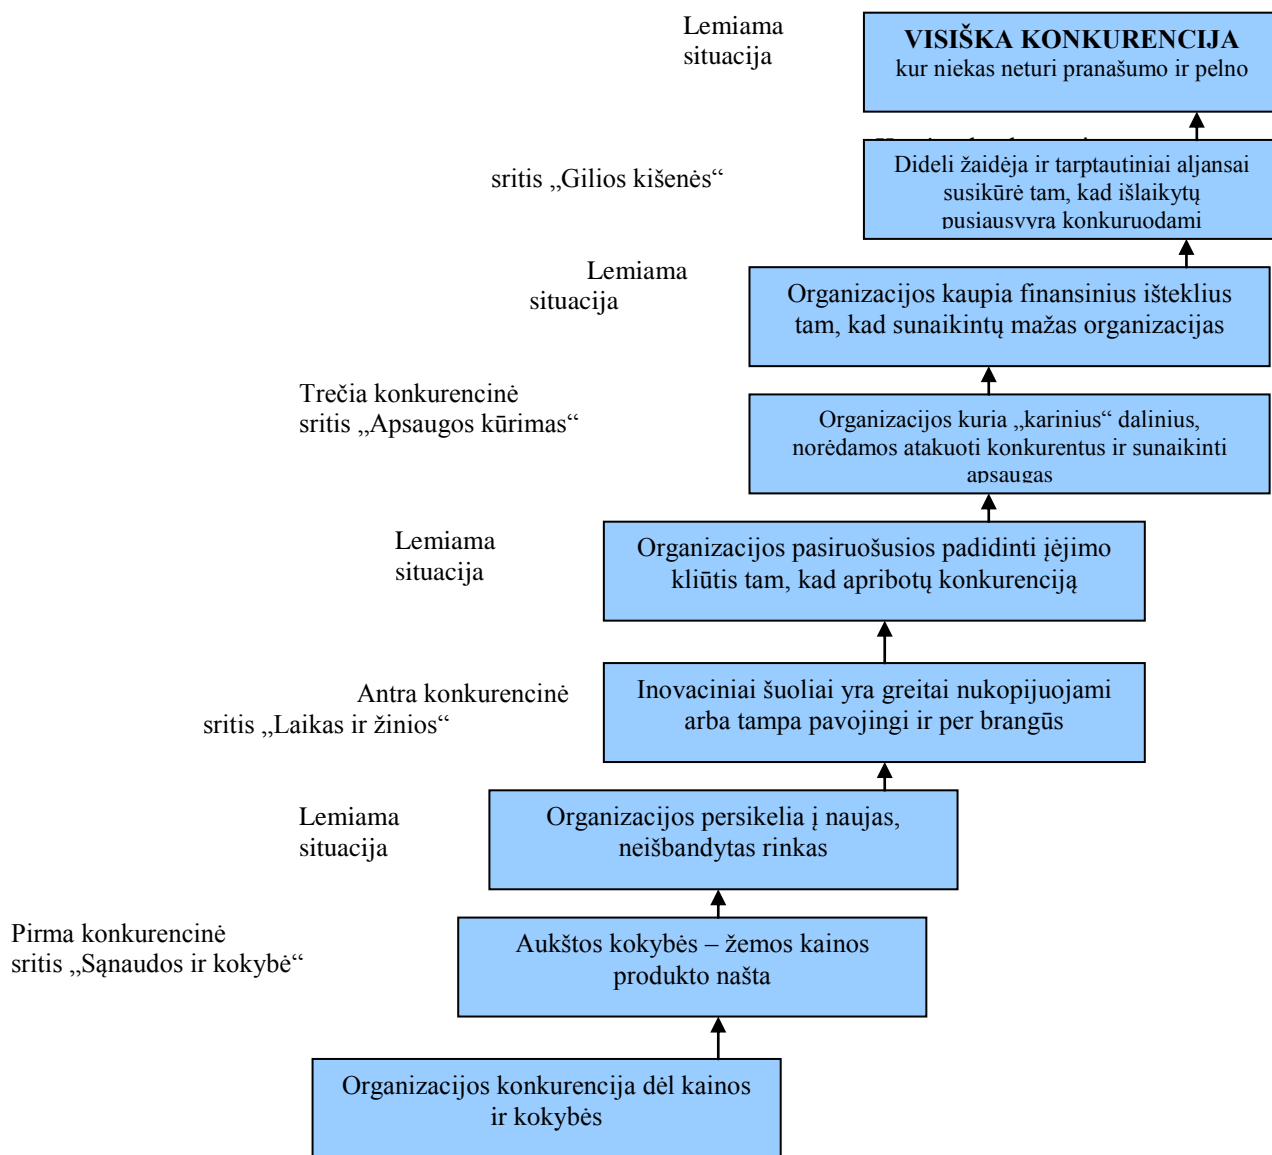 Lemiama
situacija
VISIŠKA KONKURENCIJA
kur niekas neturi pranašumo ir pelno
sritis „Gilios kišenės“
Dideli žaidėja ir tarptautiniai aljansai
susikūrė tam, kad išlaikytų
pusiausvyrą konkuruodami
Lemiama
situacija
Organizacijos kaupia finansinius išteklius
tam, kad sunaikintų mažas organizacijas
Trečia konkurencinė
sritis „Apsaugos kūrimas“
Organizacijos kuria „karinius“ dalinius,
norėdamos atakuoti konkurentus ir sunaikinti
apsaugas
Lemiama
situacija
Organizacijos pasiruošusios padidinti įėjimo
kliūtis tam, kad apribotų konkurenciją
Antra konkurencinė
sritis „Laikas ir žinios“
Inovaciniai šuoliai yra greitai nukopijuojami
arba tampa pavojingi ir per brangūs
Lemiama
situacija
Organizacijos persikelia į naujas,
neišbandytas rinkas
Pirma konkurencinė
sritis „Sąnaudos ir kokybė“
Aukštos kokybės – žemos kainos
produkto našta
Organizacijos konkurencija dėl kainos
ir kokybės